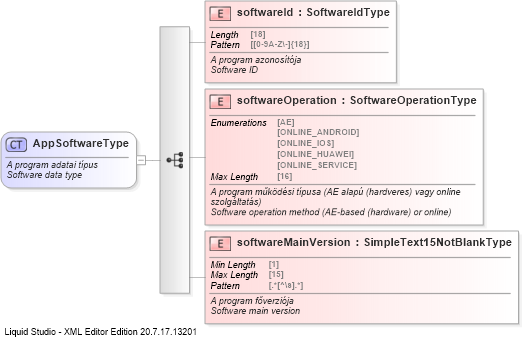 CT AppSoftwareType
A program adatai típus
Software data type
E softwareId : SoftwareIdType
Length [18]
Pattern [[0-9A-Z\-]{18}]
A program azonosítója
Software ID
E softwareOperation : SoftwareOperationType
Enumerations [AE]
[ONLINE_ANDROID]
[ONLINE_IOS]
[ONLINE_HUAWEI]
[ONLINE_SERVICE]
Max Length [16]
A program működési típusa (AE alapú (hardveres) vagy online
szolgáltatás)
Software operation method (AE-based (hardware) or online)
E softwareMainVersion : SimpleText15NotBlankType
Min Length [1]
Max Length [15]
Pattern [.*[^\s].*]
A program főverziója
Software main version
Liquid Studio - XML Editor Edition 20.7.17.13201